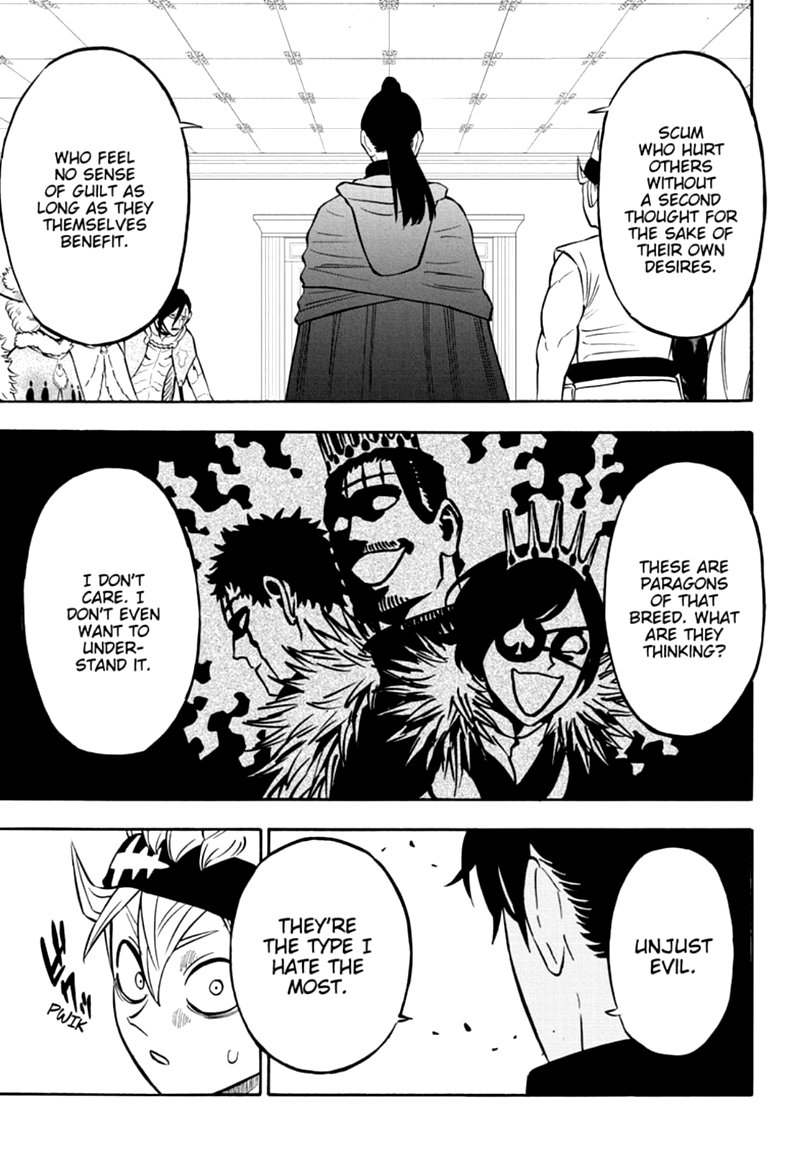 SCUM
WHO HURT
OTHERS
WITHOUT
A SECOND
THOUGHT FOR
THE SAKE OF
THEIR OWN
DESIRES.
WHO FEEL
NO SENSE
OF GUILT AS
LONG AS THEY
THEMSELVES
BENEFIT.
THESE ARE
PARAGONS
OF THAT
BREED. WHAT
ARE THEY
THINKING?
I DON'T
CARE. I
DON'T EVEN
WANT TO
UNDER-
STAND IT.
UNJUST
EVIL.
THEY'RE
THE TYPE I
HATE THE
MOST.
PWIK